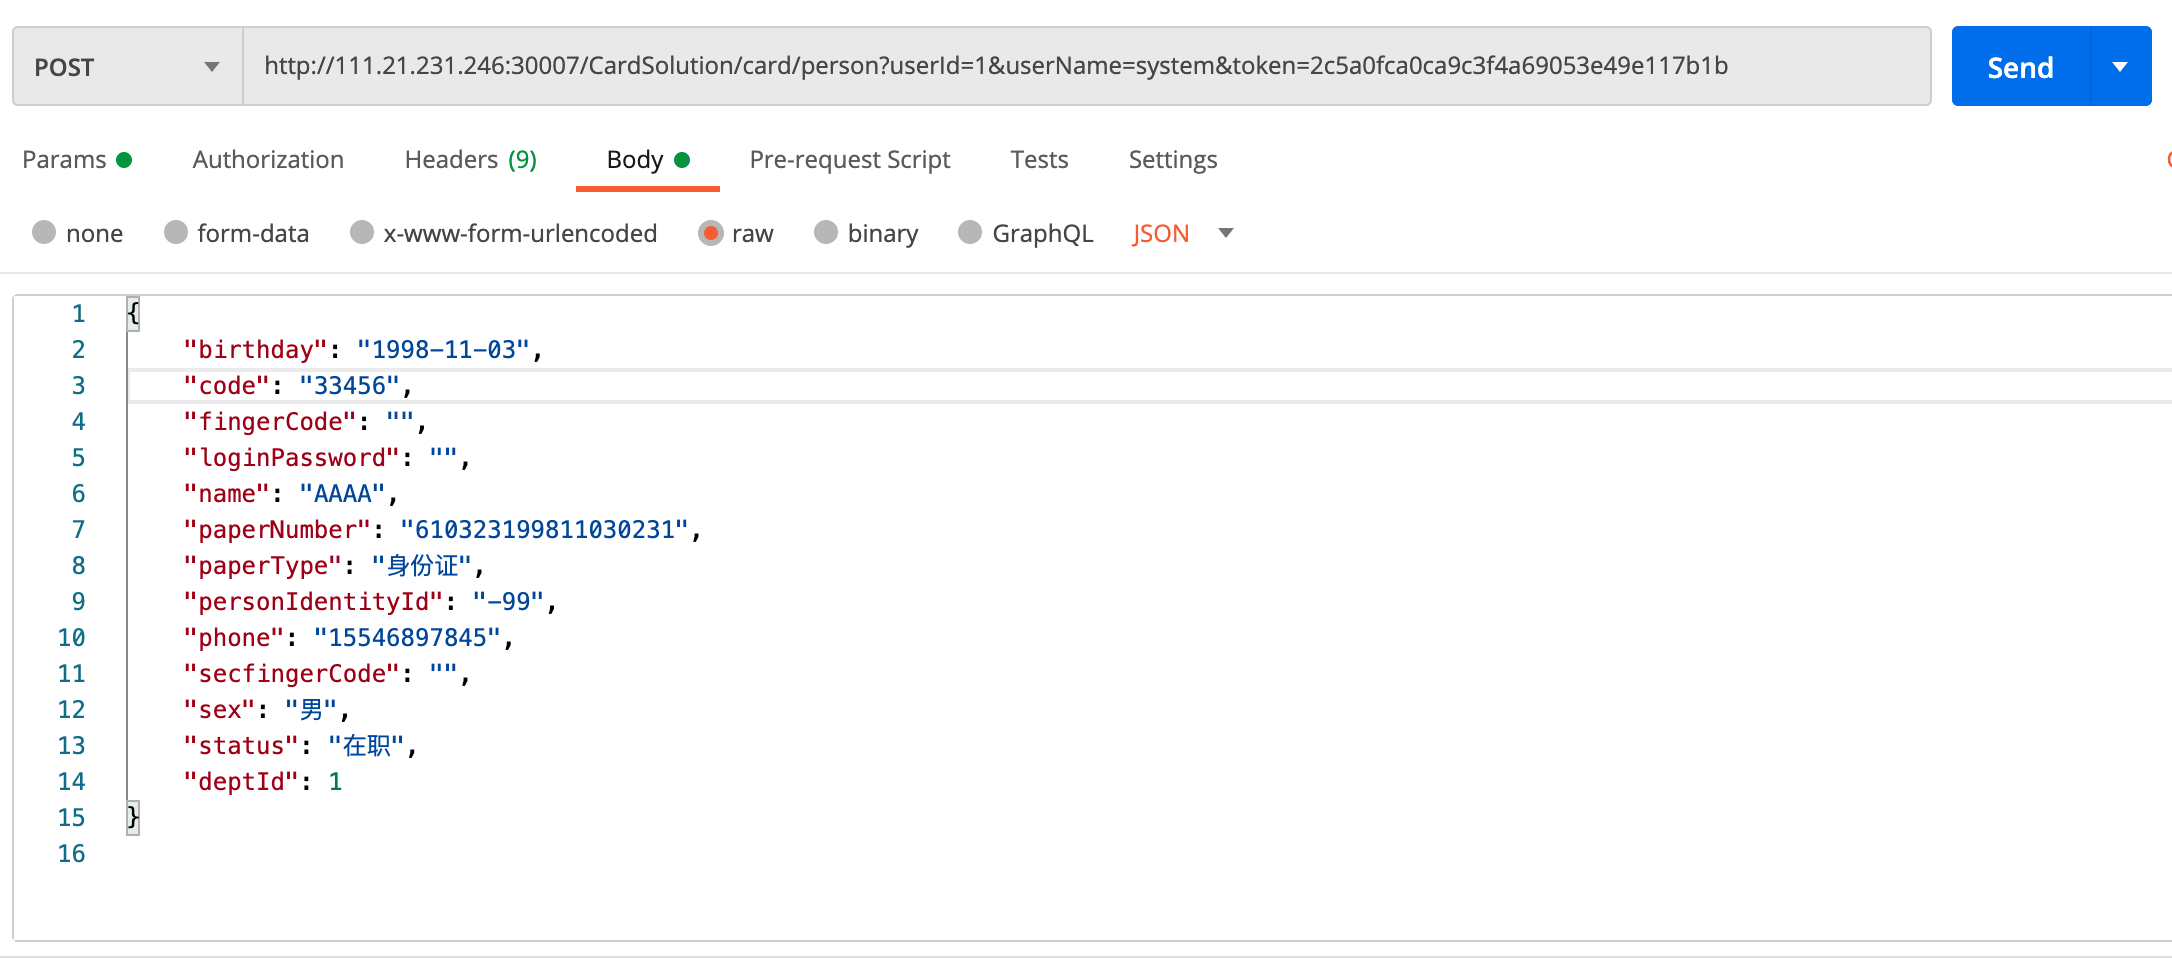 POST http://111.21.231.246:30007/CardSolution/card/person?userId=1&userName=system&token=2c5a0fca0ca9c3f4a69053e49e117b1b Send
Params Authorization Headers (9) Body Pre-request Script Tests Settings
none form-data x-www-form-urlencoded raw binary GraphQL JSON
1 {
2 "birthday": "1998-11-03",
3 "code": "33456",
4 "fingerCode": "",
5 "loginPassword": "",
6 "name": "AAAA",
7 "paperNumber": "610323199811030231",
8 "paperType": "身份证",
9 "personIdentityId": "-99",
10 "phone": "15546897845",
11 "secfingerCode": "",
12 "sex": "男",
13 "status": "在职",
14 "deptId": 1
15 }
16